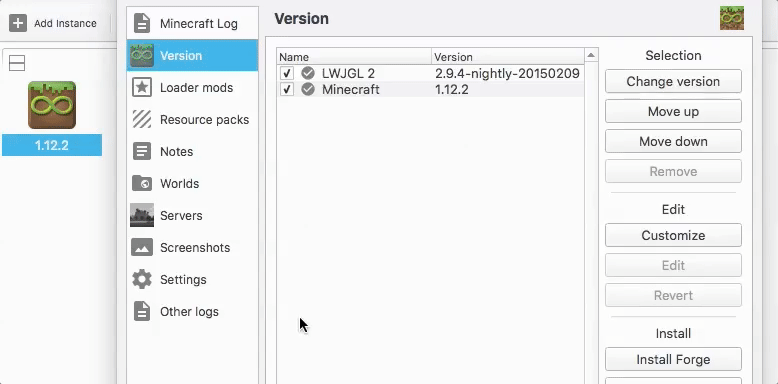 Add Instance
1.12.2
Minecraft Log
Version
Loader mods
Resource packs
Notes
Worlds
Servers
Screenshots
Settings
Other logs
Version
Name Version
LWJGL 2 2.9.4-nightly-20150209
Minecraft 1.12.2
Selection
Change version
Move up
Move down
Remove
Edit
Customize
Edit
Revert
Install
Install Forge